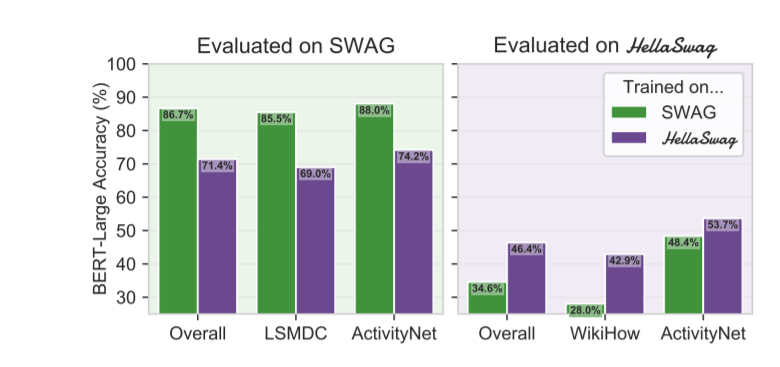 Evaluated on SWAG
Evaluated on HellaSwag
BERT-Large Accuracy (%)
100
90
80
70
60
50
40
30
86.7%
71.4%
85.5%
69.0%
88.0%
74.2%
Overall
LSMDC
ActivityNet
Trained on...
SWAG
HellaSwag
34.6%
46.4%
28.0%
42.9%
48.4%
53.7%
Overall
WikiHow
ActivityNet